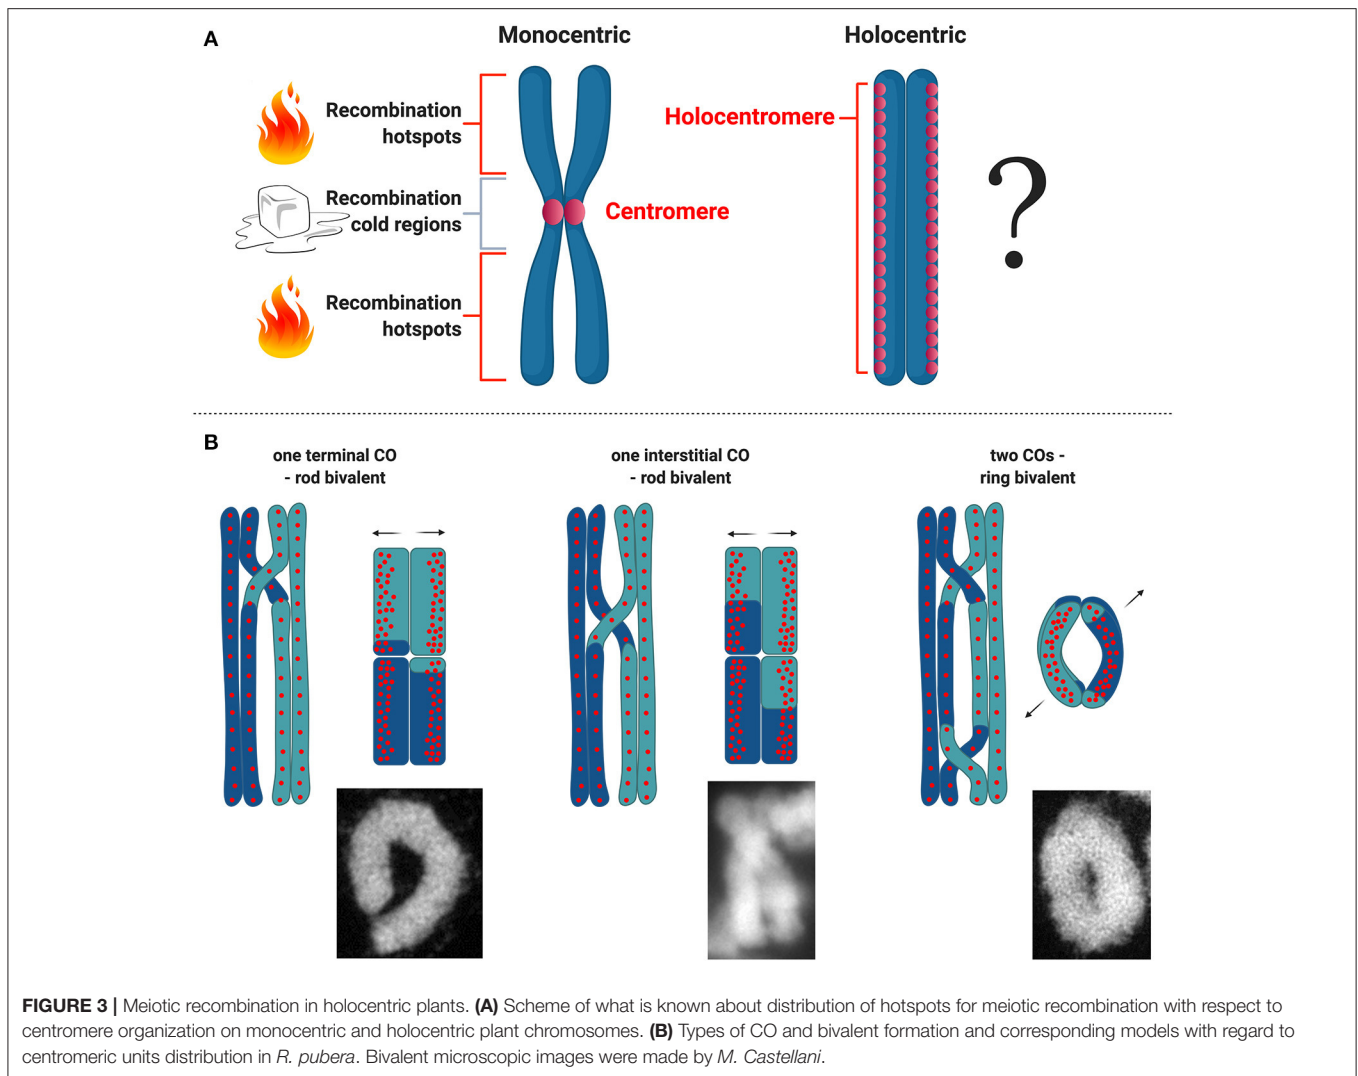 A
Monocentric
Holocentric
Recombination
hotspots
Holocentromere
?
Recombination
cold regions
Centromere
Recombination
hotspots
B
one terminal CO
- rod bivalent
one interstitial CO
- rod bivalent
two COs -
ring bivalent
FIGURE 3 | Meiotic recombination in holocentric plants. (A) Scheme of what is known about distribution of hotspots for meiotic recombination with respect to
centromere organization on monocentric and holocentric plant chromosomes. (B) Types of CO and bivalent formation and corresponding models with regard to
centromeric units distribution in R. pubera. Bivalent microscopic images were made by M. Castellani.